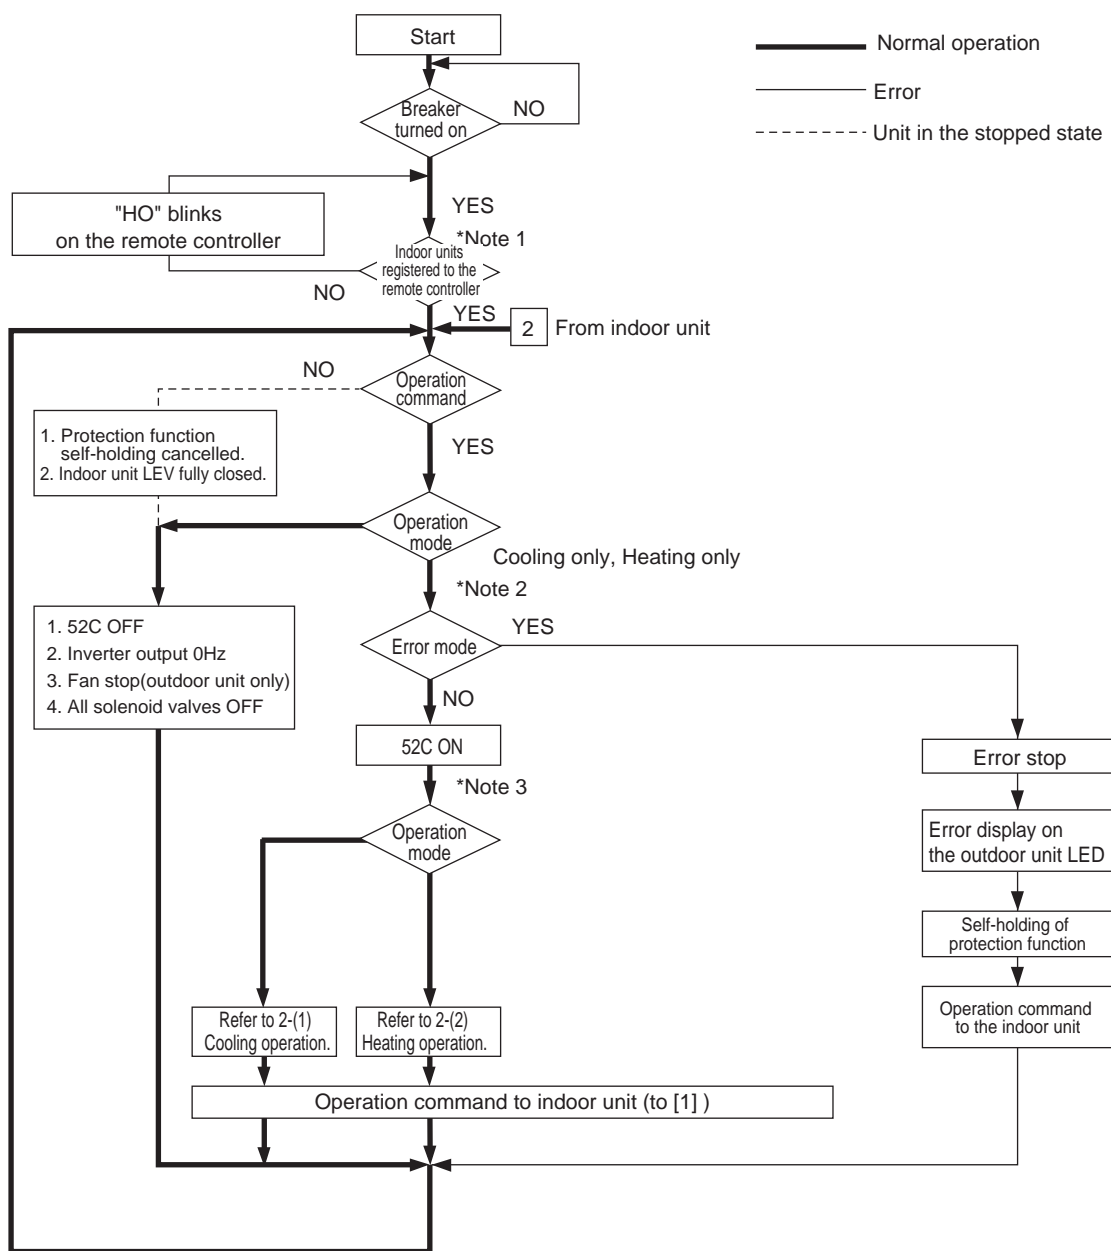 Start
Normal operation
Error
Unit in the stopped state
Breaker
turned on
NO
YES
"HO" blinks
on the remote controller
*Note 1
Indoor units
registered to the
remote controller
NO
YES
2
From indoor unit
NO
Operation
command
YES
1. Protection function
self-holding cancelled.
2. Indoor unit LEV fully closed.
Operation
mode
Cooling only, Heating only
*Note 2
1. 52C OFF
2. Inverter output 0Hz
3. Fan stop(outdoor unit only)
4. All solenoid valves OFF
Error mode
YES
NO
52C ON
*Note 3
Operation
mode
Error stop
Error display on
the outdoor unit LED
Self-holding of
protection function
Operation command
to the indoor unit
Refer to 2-(1)
Cooling operation.
Refer to 2-(2)
Heating operation.
Operation command to indoor unit (to [1] )